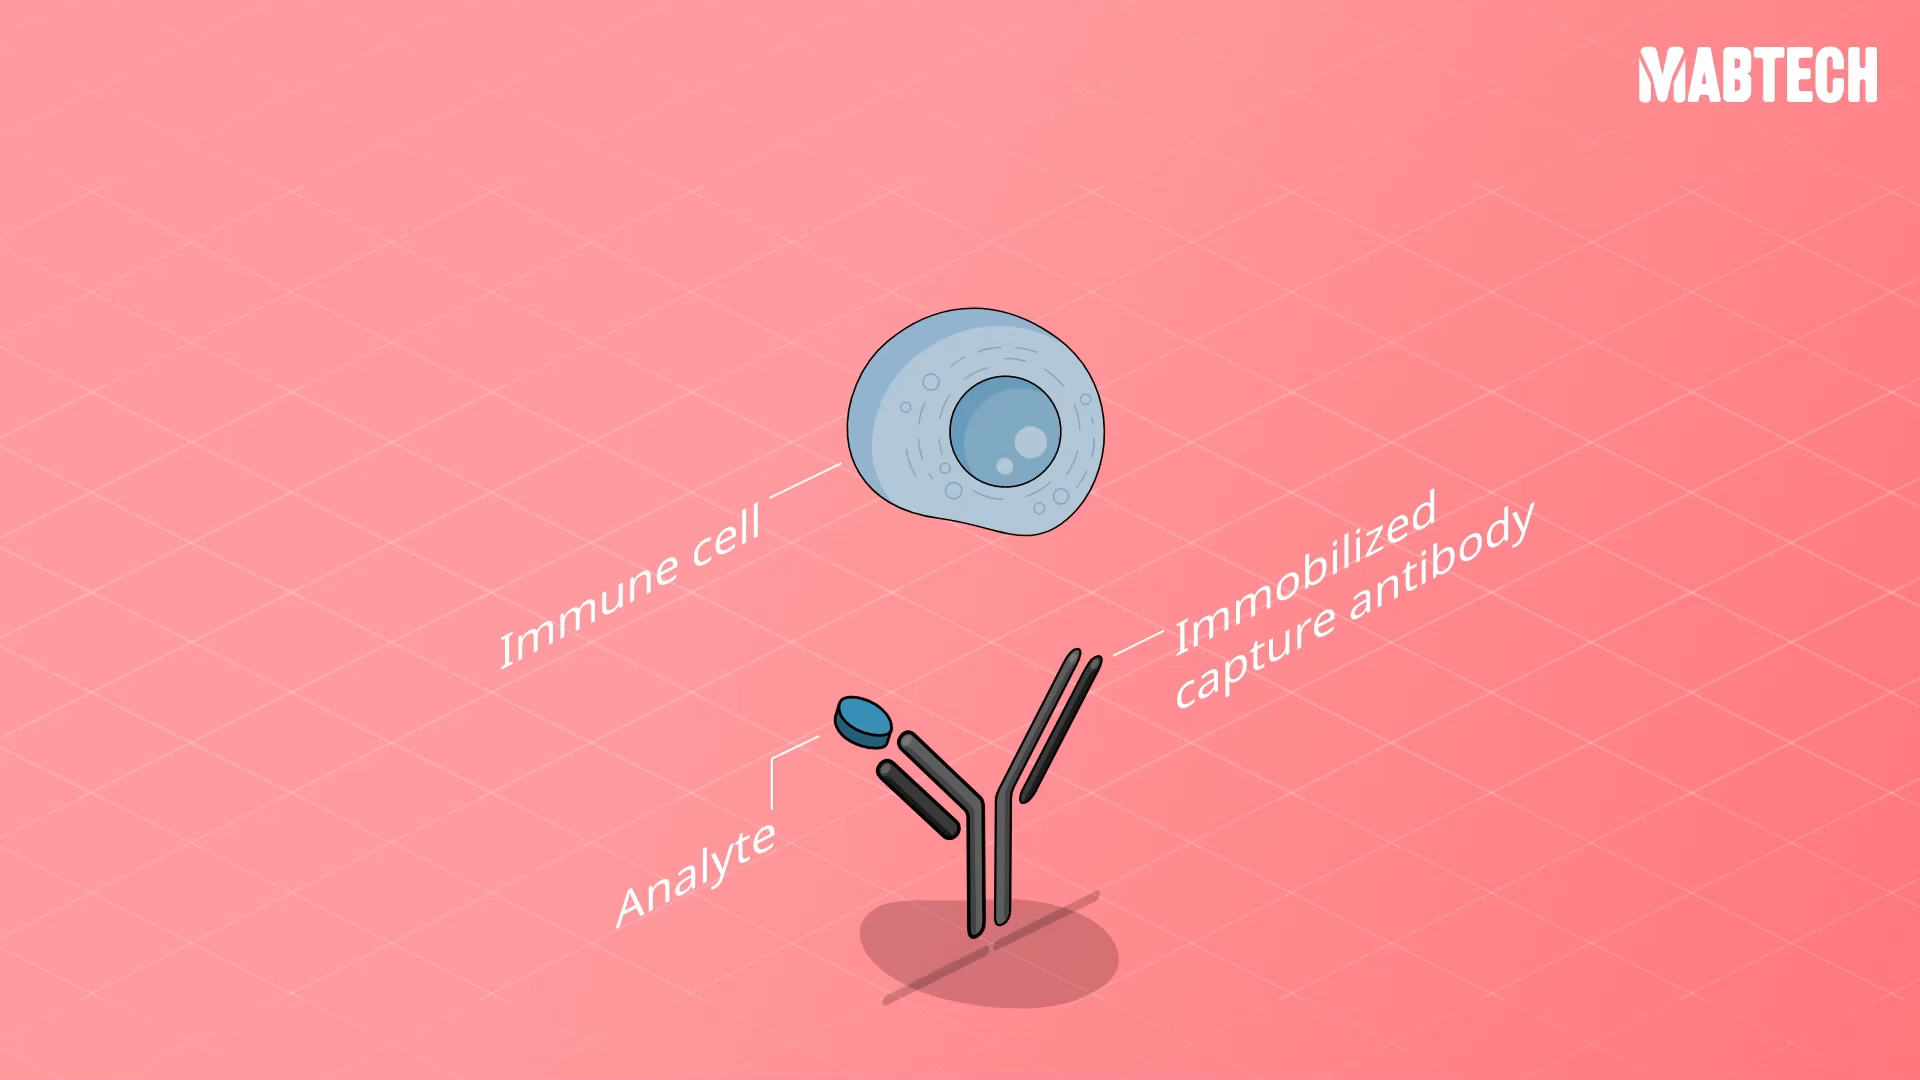 MABTECH
Immune cell
Immobilized
capture antibody
Analyte